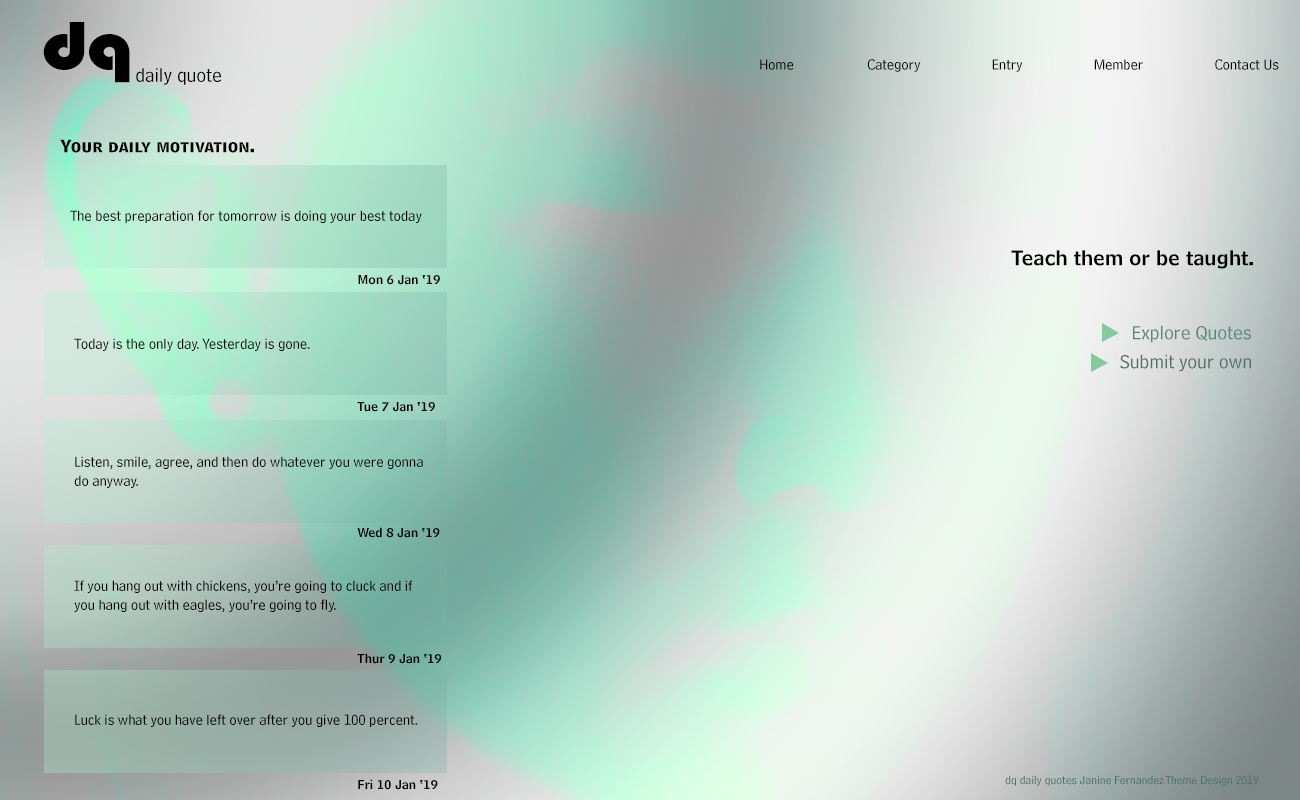 dq daily quote
Home Category Entry Member Contact Us
Your daily motivation.
The best preparation for tomorrow is doing your best today
Mon 6 Jan '19
Today is the only day. Yesterday is gone.
Tue 7 Jan '19
Listen, smile, agree, and then do whatever you were gonna
do anyway.
Wed 8 Jan '19
If you hang out with chickens, you're going to cluck and if
you hang out with eagles, you're going to fly.
Thur 9 Jan '19
Luck is what you have left over after you give 100 percent.
Fri 10 Jan '19
Teach them or be taught.
Explore Quotes
Submit your own
dq daily quotes Janine Fernandez Theme Design 2019